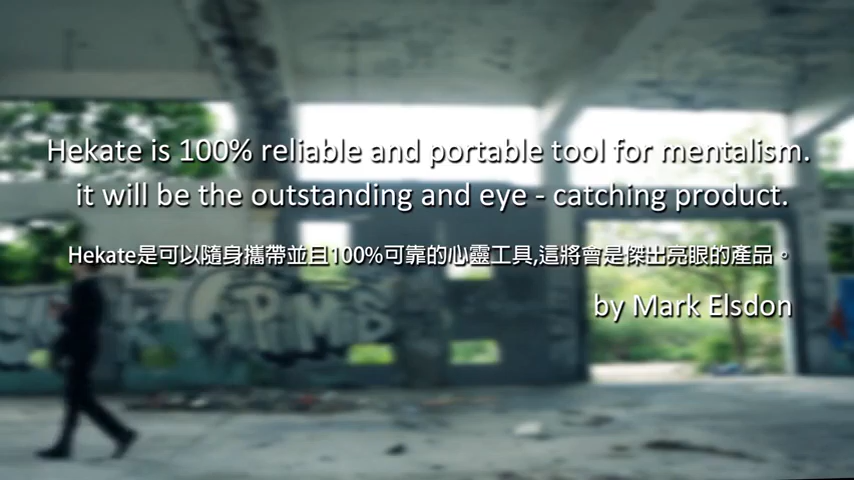 Hekate is 100% reliable and portable tool for mentalism.
it will be the outstanding and eye - catching product.
Hekate是可以隨身攜帶並且100%可靠的心靈工具,這將會是傑出亮眼的產品。
by Mark Elsdon